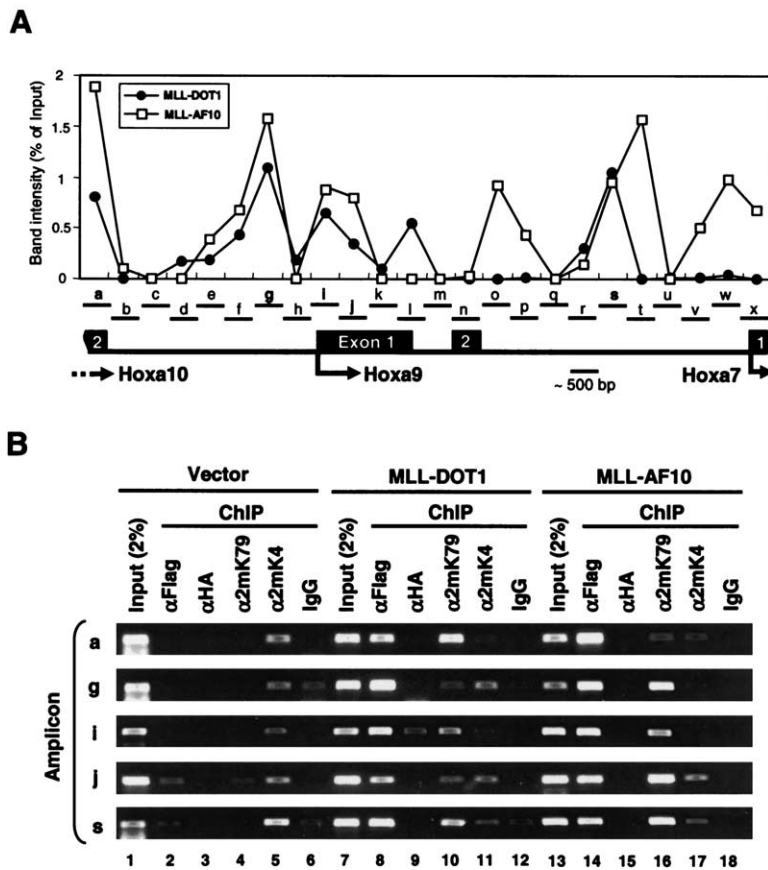 A
Band intensity (% of Input)
2
1.5
1
0.5
0
MLL-DOT1
MLL-AF10
a b c d e f g h i j k l m n o p q r s t u v w x
2 Exon 1 2 1
Hoxa10 Hoxa9 ~ 500 bp Hoxa7
B
Vector MLL-DOT1 MLL-AF10
ChIP ChIP ChIP
Input (2%) αFlag αHA α2mK79 α2mK4 IgG Input (2%) αFlag αHA α2mK79 α2mK4 IgG Input (2%) αFlag αHA α2mK79 α2mK4 IgG
Amplicon
a
g
i
j
s
1 2 3 4 5 6 7 8 9 10 11 12 13 14 15 16 17 18